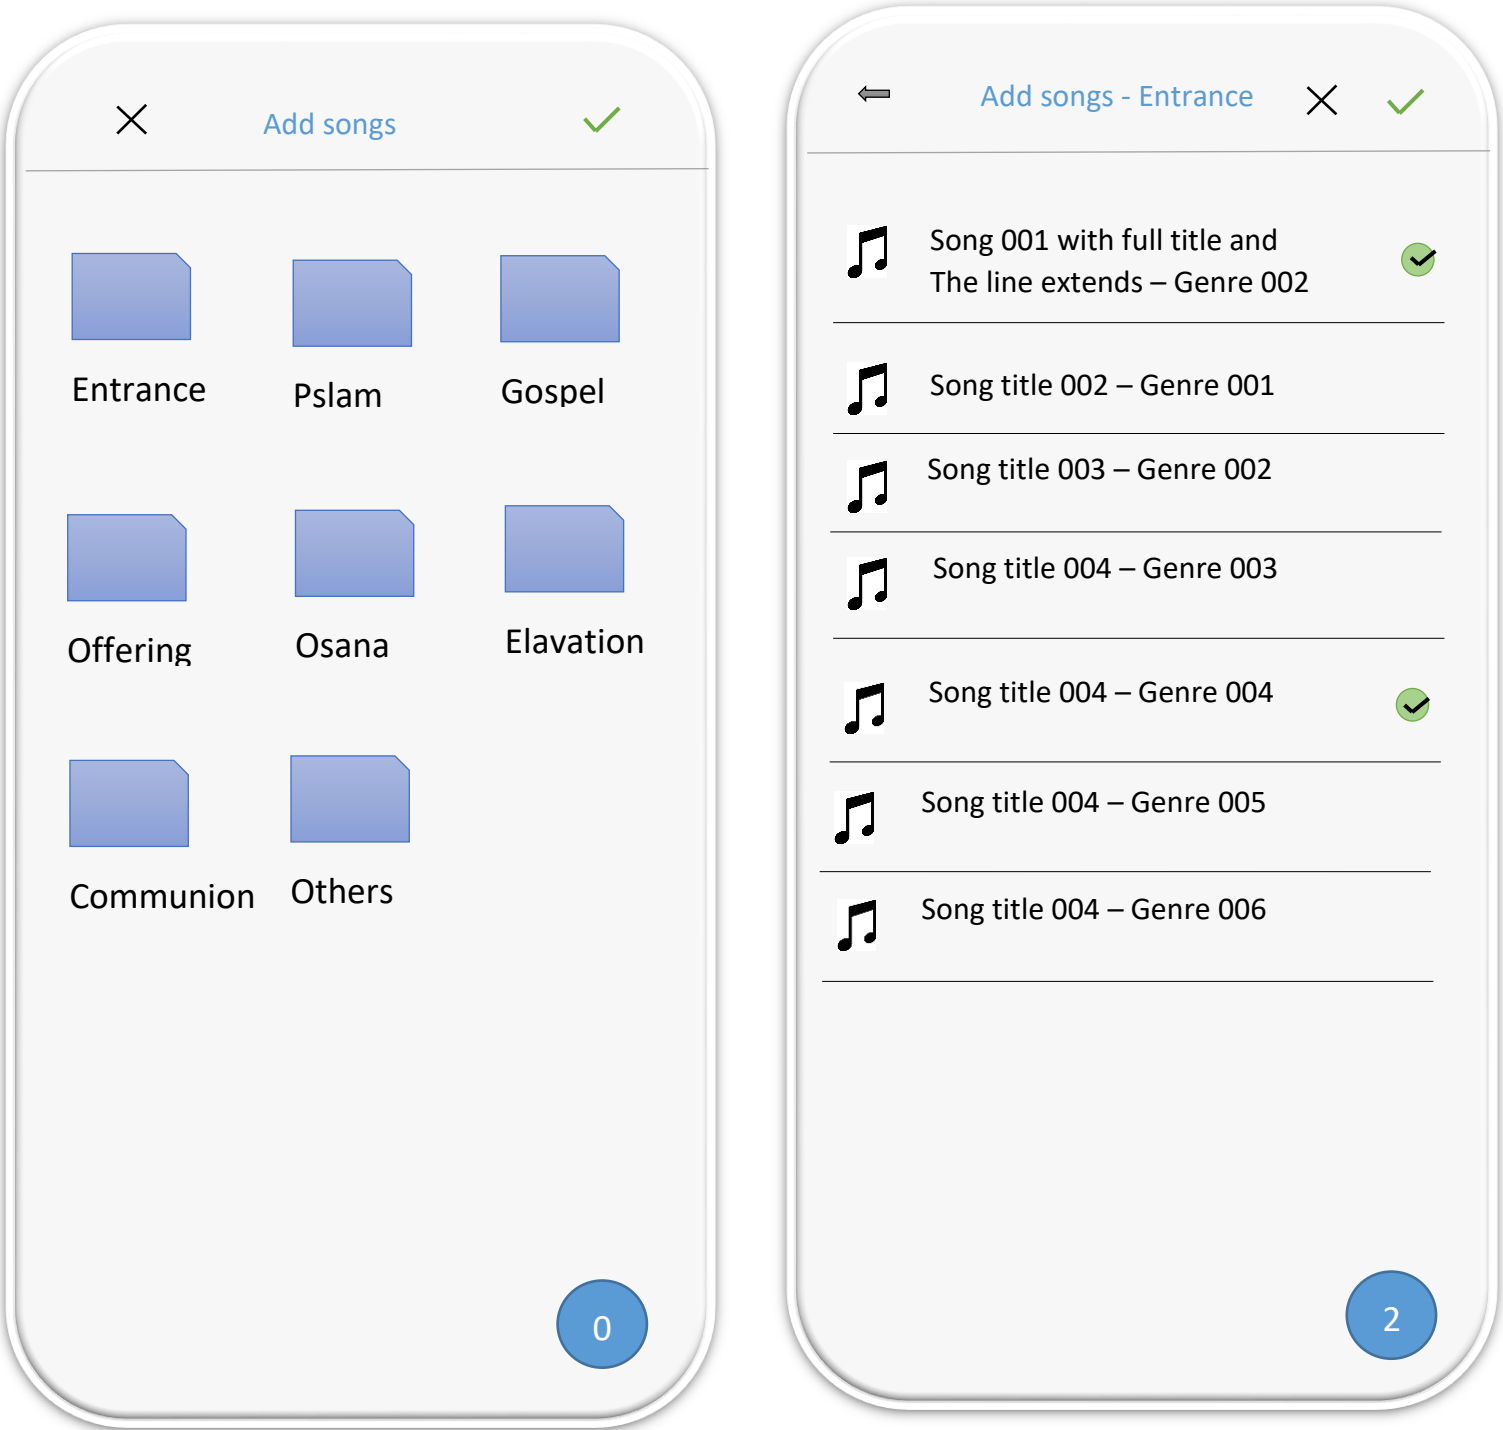 Add songs
Entrance
Pslam
Gospel
Offering
Osana
Elavation
Communion
Others
0
Add songs - Entrance
Song 001 with full title and
The line extends – Genre 002
Song title 002 – Genre 001
Song title 003 – Genre 002
Song title 004 – Genre 003
Song title 004 – Genre 004
Song title 004 – Genre 005
Song title 004 – Genre 006
2